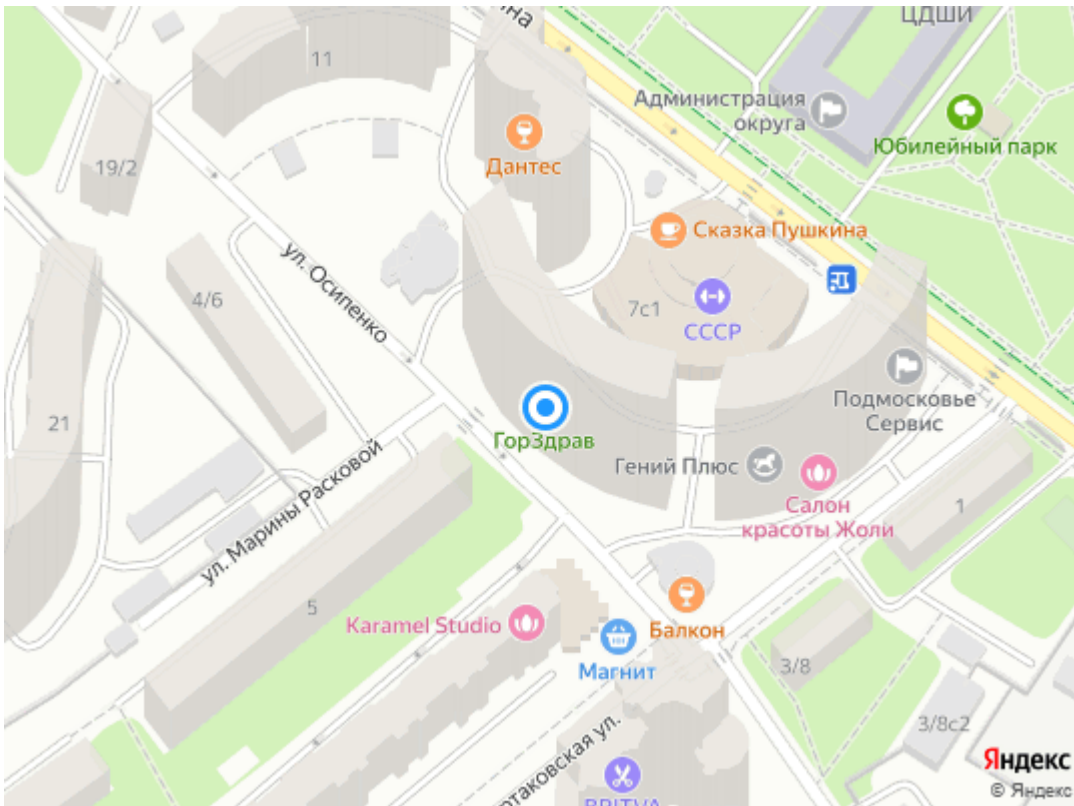 ЦДШИ
11
Администрация
округа
Юбилейный парк
Дантес
19/2
Сказка Пушкина
ул. Осипенко
4/6
7с1
СССР
Подмосковье
Сервис
21
ГорЗдрав
Гений Плюс
Салон
красоты Жоли
1
ул. Марины Расковой
5
Karamel Studio
Балкон
Магнит
3/8
3/8с2
Яндекс
© Яндекс